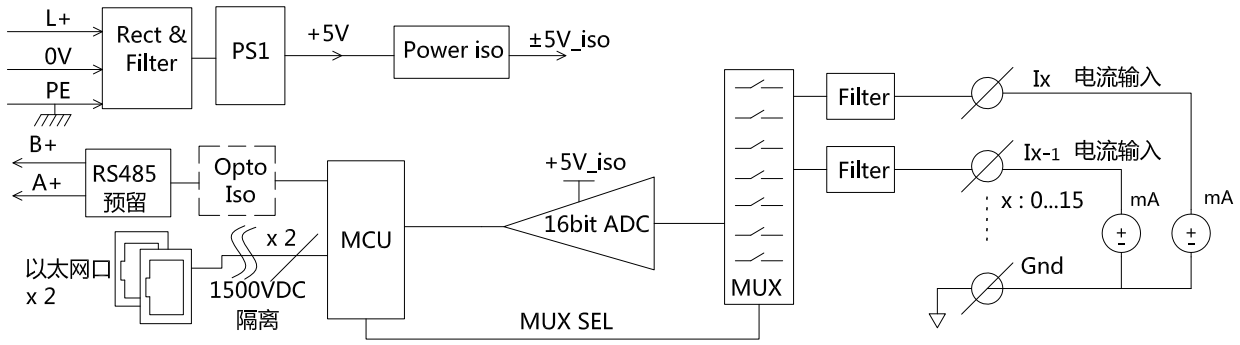 L+
0V
PE
Rect &
Filter
PS1
+5V
Power iso
±5V_iso
B+
A+
RS485
预留
Opto
Iso
以太网口
x 2
x 2
1500VDC
隔离
MCU
+5V_iso
16bit ADC
MUX SEL
MUX
Filter
Filter
Ix 电流输入
Ix-1 电流输入
x : 0...15
mA
mA
+
-
+
-
Gnd